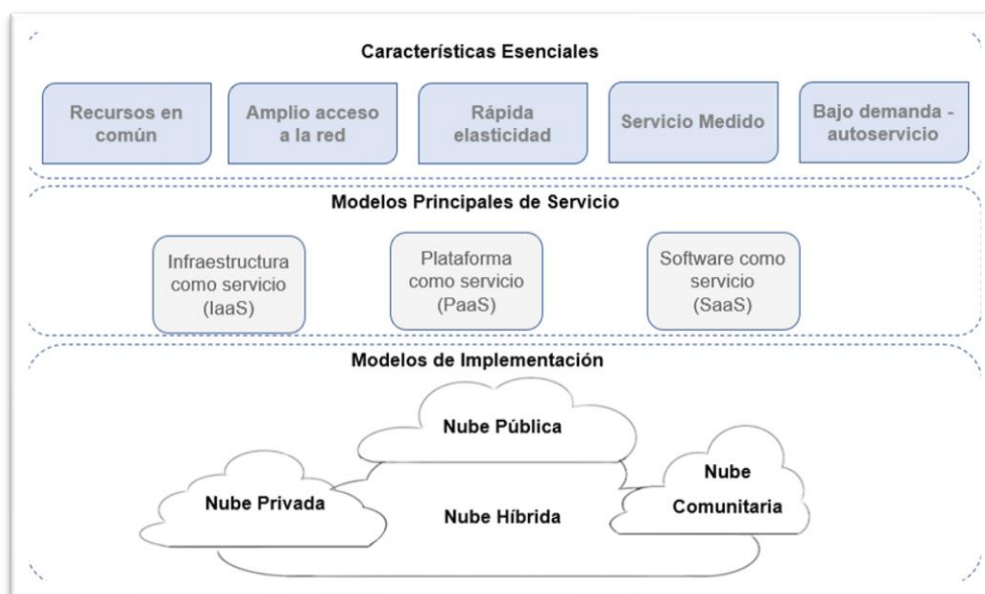 Características Esenciales
Recursos en
común
Amplio acceso
a la red
Rápida
elasticidad
Servicio Medido
Bajo demanda -
autoservicio
Modelos Principales de Servicio
Infraestructura
como servicio
(IaaS)
Plataforma
como servicio
(PaaS)
Software como
servicio
(SaaS)
Modelos de Implementación
Nube Pública
Nube Privada
Nube Híbrida
Nube
Comunitaria